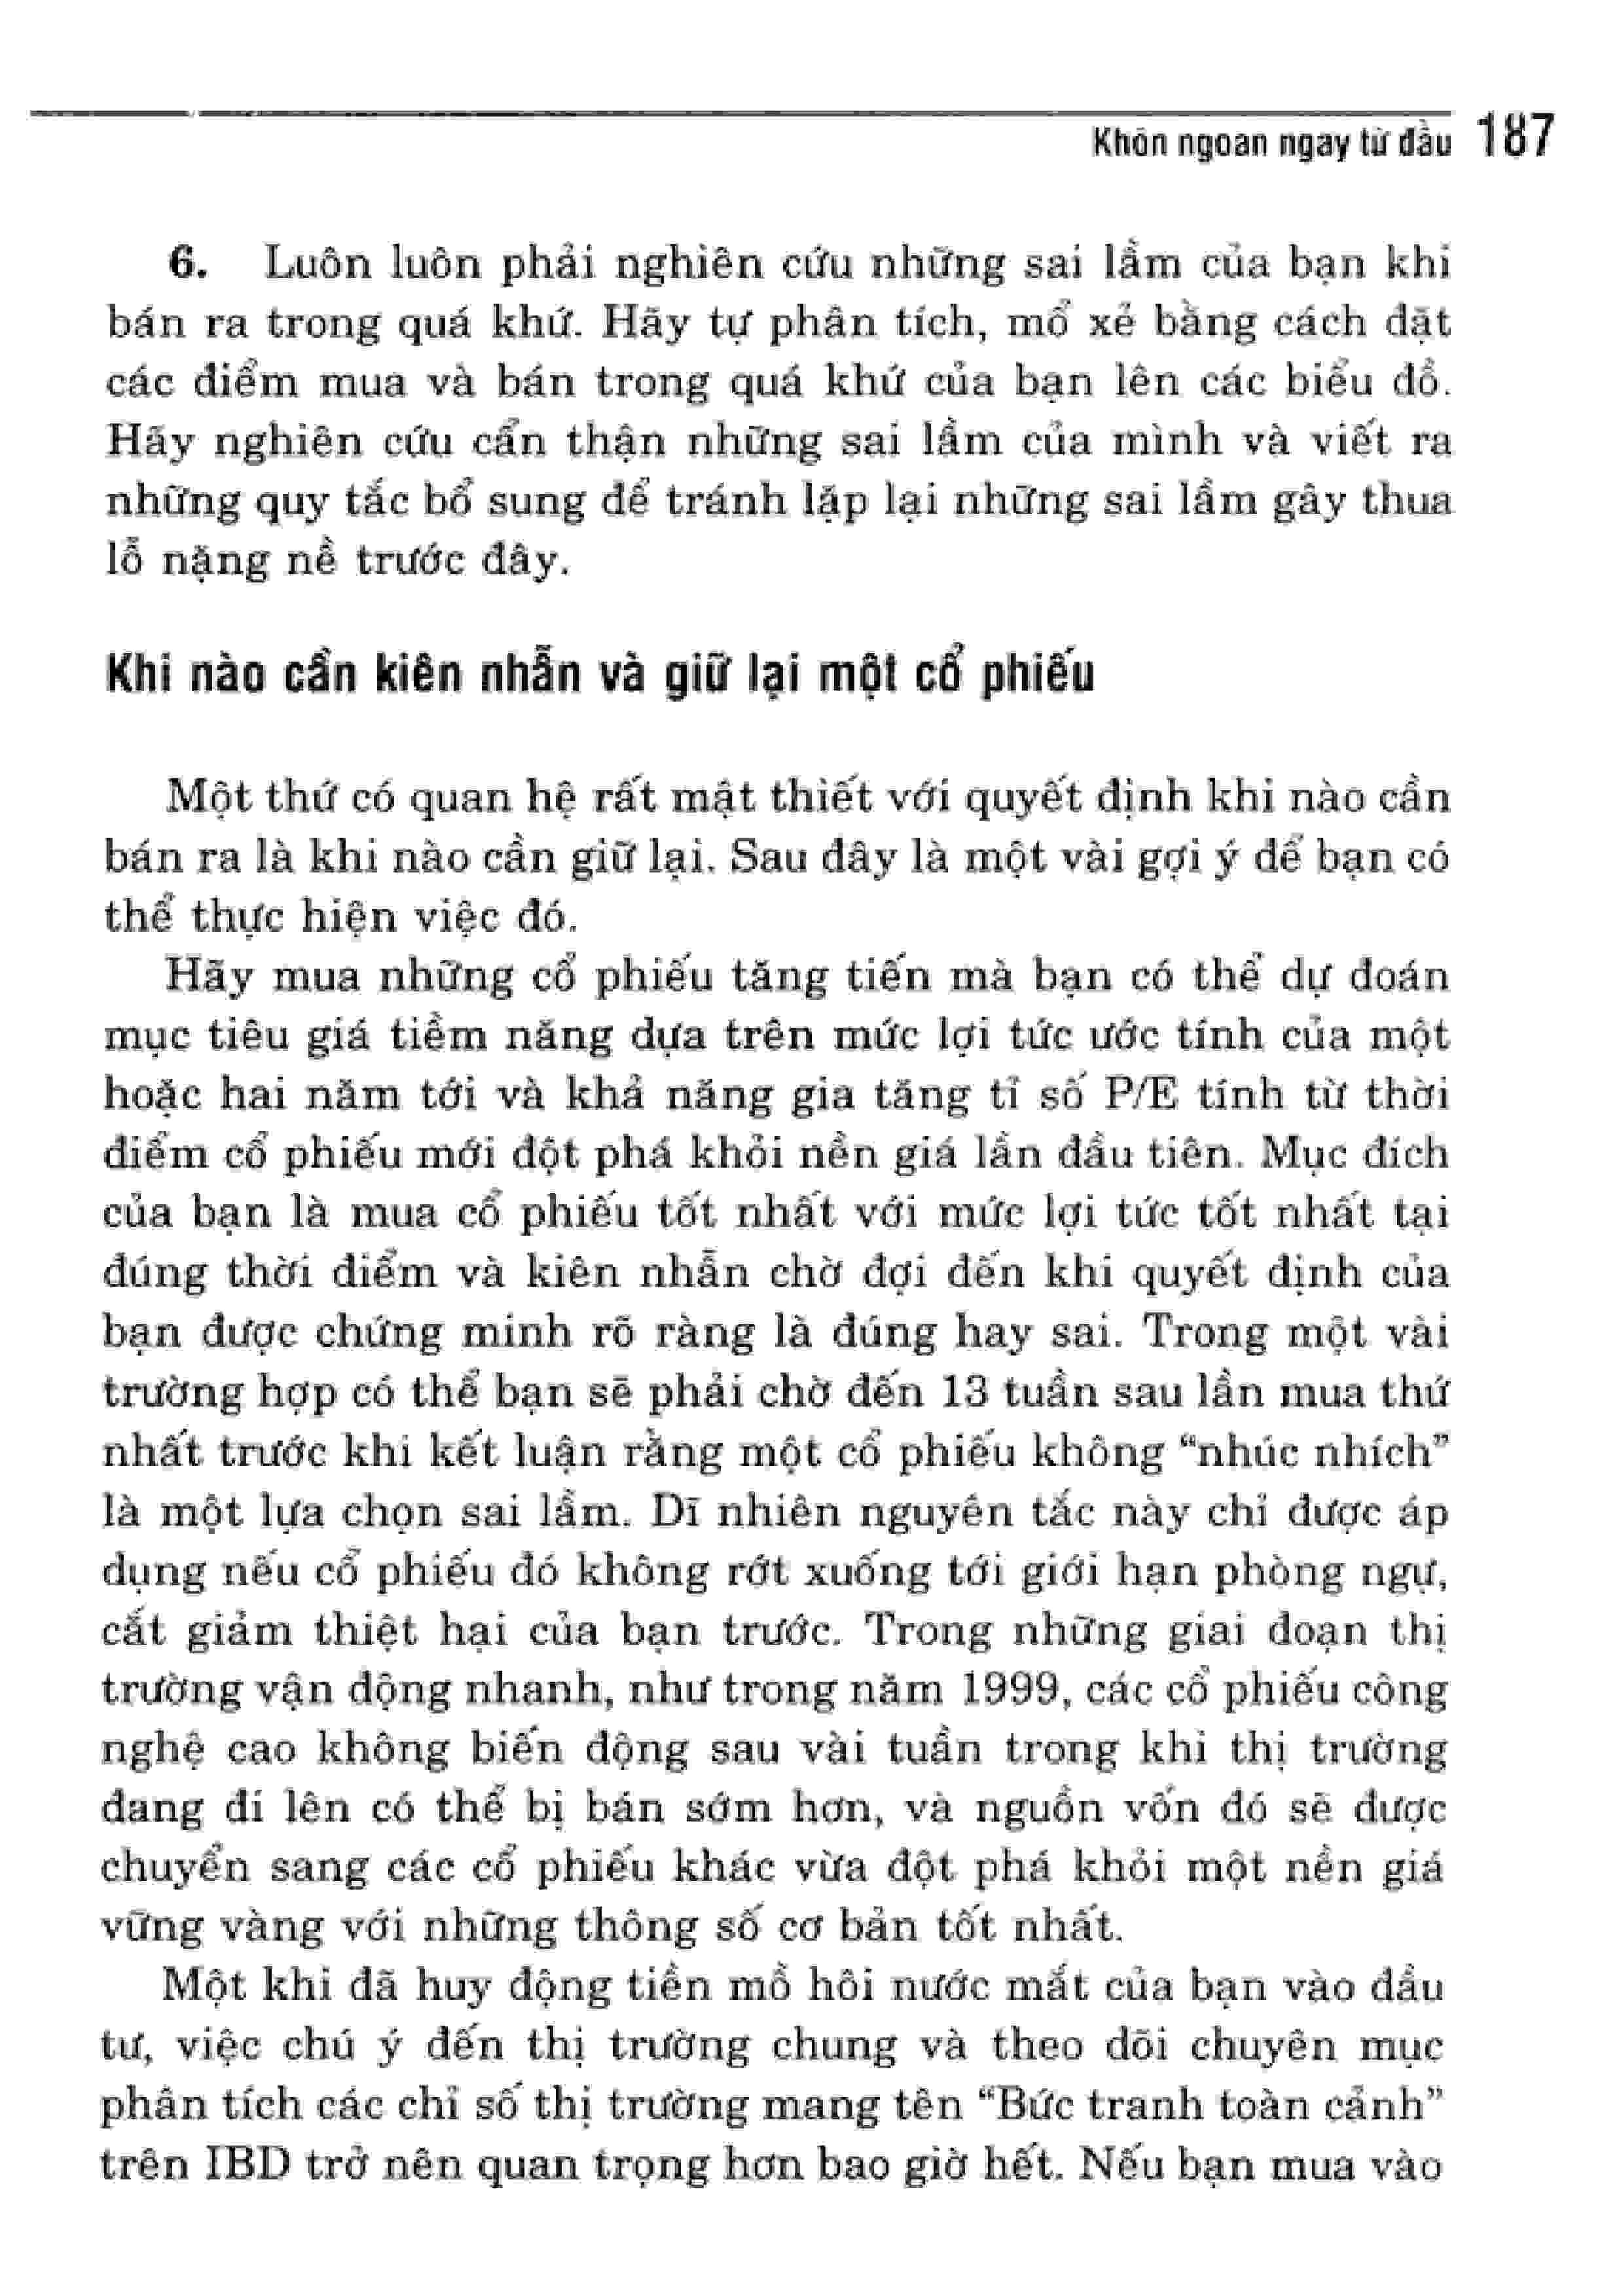 Khôn ngoan ngay từ đầu 187
6. Luôn luôn phải nghiên cứu những sai lầm của bạn khi
bán ra trong quá khứ. Hãy tự phân tích, mổ xẻ bằng cách đặt
các điểm mua và bán trong quá khứ của bạn lên các biểu đồ.
Hãy nghiên cứu cẩn thận những sai lầm của mình và viết ra
những quy tắc bổ sung để tránh lặp lại những sai lầm gây thua
lỗ nặng nề trước đây.
Khi nào cần kiên nhẫn và giữ lại một cổ phiếu
Một thứ có quan hệ rất mật thiết với quyết định khi nào cần
bán ra là khi nào cần giữ lại. Sau đây là một vài gợi ý để bạn có
thể thực hiện việc đó.
Hãy mua những cổ phiếu tăng tiến mà bạn có thể dự đoán
mục tiêu giá tiềm năng dựa trên mức lợi tức ước tính của một
hoặc hai năm tới và khả năng gia tăng tỉ số P/E tính từ thời
điểm cổ phiếu mới đột phá khỏi nền giá lần đầu tiên. Mục đích
của bạn là mua cổ phiếu tốt nhất với mức lợi tức tốt nhất tại
đúng thời điểm và kiên nhẫn chờ đợi đến khi quyết định của
bạn được chứng minh rõ ràng là đúng hay sai. Trong một vài
trường hợp có thể bạn sẽ phải chờ đến 13 tuần sau lần mua thứ
nhất trước khi kết luận rằng một cổ phiếu không “nhúc nhích”
là một lựa chọn sai lầm. Dĩ nhiên nguyên tắc này chỉ được áp
dụng nếu cổ phiếu đó không rớt xuống tới giới hạn phòng ngự,
cắt giảm thiệt hại của bạn trước. Trong những giai đoạn thị
trường vận động nhanh, như trong năm 1999, các cổ phiếu công
nghệ cao không biến động sau vài tuần trong khi thị trường
đang đi lên có thể bị bán sớm hơn, và nguồn vốn đó sẽ được
chuyển sang các cổ phiếu khác vừa đột phá khỏi một nền giá
vững vàng với những thông số cơ bản tốt nhất.
Một khi đã huy động tiền mồ hôi nước mắt của bạn vào đầu
tư, việc chú ý đến thị trường chung và theo dõi chuyên mục
phân tích các chỉ số thị trường mang tên “Bức tranh toàn cảnh”
trên IBD trở nên quan trọng hơn bao giờ hết. Nếu bạn mua vào